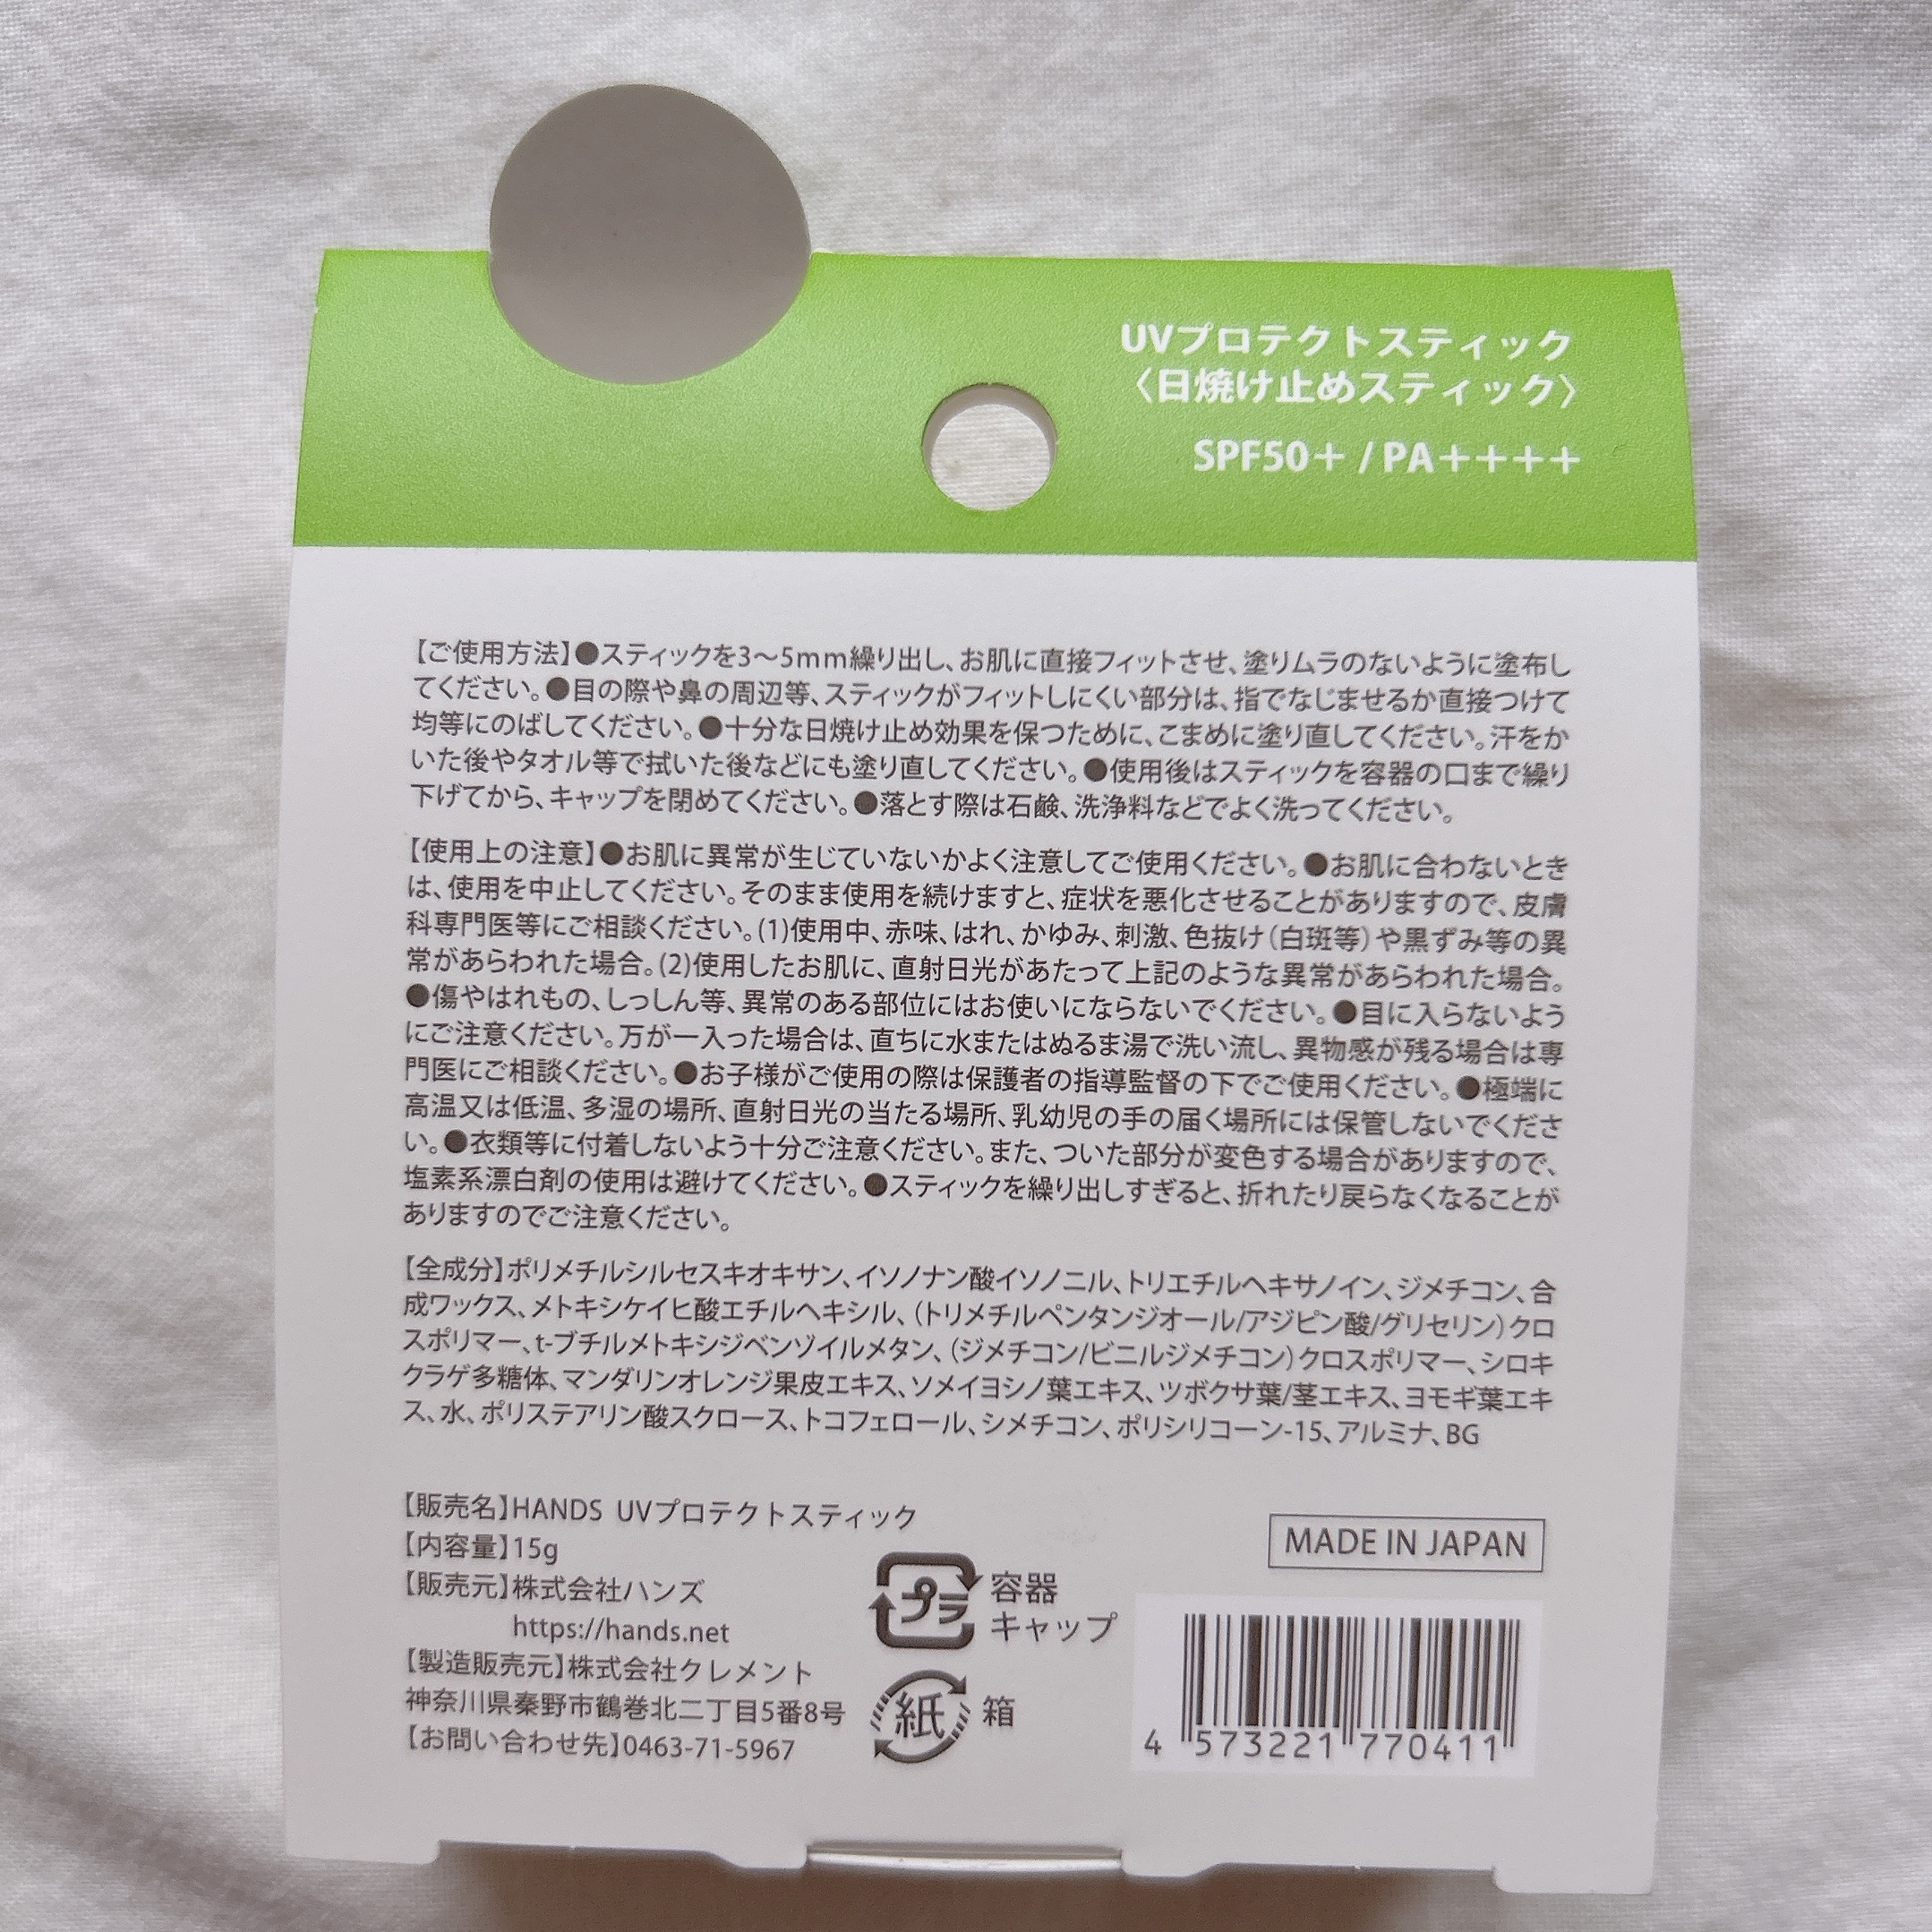 UVプロテクトスティック
〈日焼け止めスティック〉
SPF50+ / PA++++
【ご使用方法】●スティックを3〜5mm繰り出し、お肌に直接フィットさせ、塗りムラのないように塗布し
てください。●目の際や鼻の周辺等、スティックがフィットしにくい部分は、指でなじませるか直接つけて
均等にのばしてください。●十分な日焼け止め効果を保つために、こまめに塗り直してください。汗をか
いた後やタオル等で拭いた後などにも塗り直してください。●使用後はスティックを容器の口まで繰り
下げてから、キャップを閉めてください。●落とす際は石鹸、洗浄料などでよく洗ってください。
【使用上の注意】●お肌に異常が生じていないかよく注意してご使用ください。●お肌に合わないとき
は、使用を中止してください。そのまま使用を続けますと、症状を悪化させることがありますので、皮膚
科専門医等にご相談ください。(1)使用中、赤味、はれ、かゆみ、刺激、色抜け(白斑等)や黒ずみ等の異
常があらわれた場合。(2)使用したお肌に、直射日光があたって上記のような異常があらわれた場合。
●傷やはれもの、しっしん等、異常のある部位にはお使いにならないでください。●目に入らないよう
にご注意ください。万が一入った場合は、直ちに水またはぬるま湯で洗い流し、異物感が残る場合は専
門医にご相談ください。●お子様がご使用の際は保護者の指導監督の下でご使用ください。●極端に
高温又は低温、多湿の場所、直射日光の当たる場所、乳幼児の手の届く場所には保管しないでくださ
い。●衣類等に付着しないよう十分ご注意ください。また、ついた部分が変色する場合がありますので、
塩素系漂白剤の使用は避けてください。●スティックを繰り出しすぎると、折れたり戻らなくなることが
ありますのでご注意ください。
【全成分】ポリメチルシルセスキオキサン、イソノナン酸イソノニル、トリエチルヘキサノイン、ジメチコン、合
成ワックス、メトキシケイヒ酸エチルヘキシル、(トリメチルペンタンジオール/アジピン酸/グリセリン)クロ
スポリマー、t-ブチルメトキシジベンゾイルメタン、(ジメチコン/ビニルジメチコン)クロスポリマー、シロキ
クラゲ多糖体、マンダリンオレンジ果皮エキス、ソメイヨシノ葉エキス、ツボクサ葉/茎エキス、ヨモギ葉エキ
ス、水、ポリステアリン酸スクロース、トコフェロール、シメチコン、ポリシリコーン-15、アルミナ、BG
【販売名】HANDS UVプロテクトスティック
【内容量】15g
【販売元】株式会社ハンズ
https://hands.net
【製造販売元】株式会社クレメント
神奈川県秦野市鶴巻北二丁目5番8号
【お問い合わせ先】0463-71-5967
プラ 容器
キャップ
紙 箱
MADE IN JAPAN
4 573221 770411